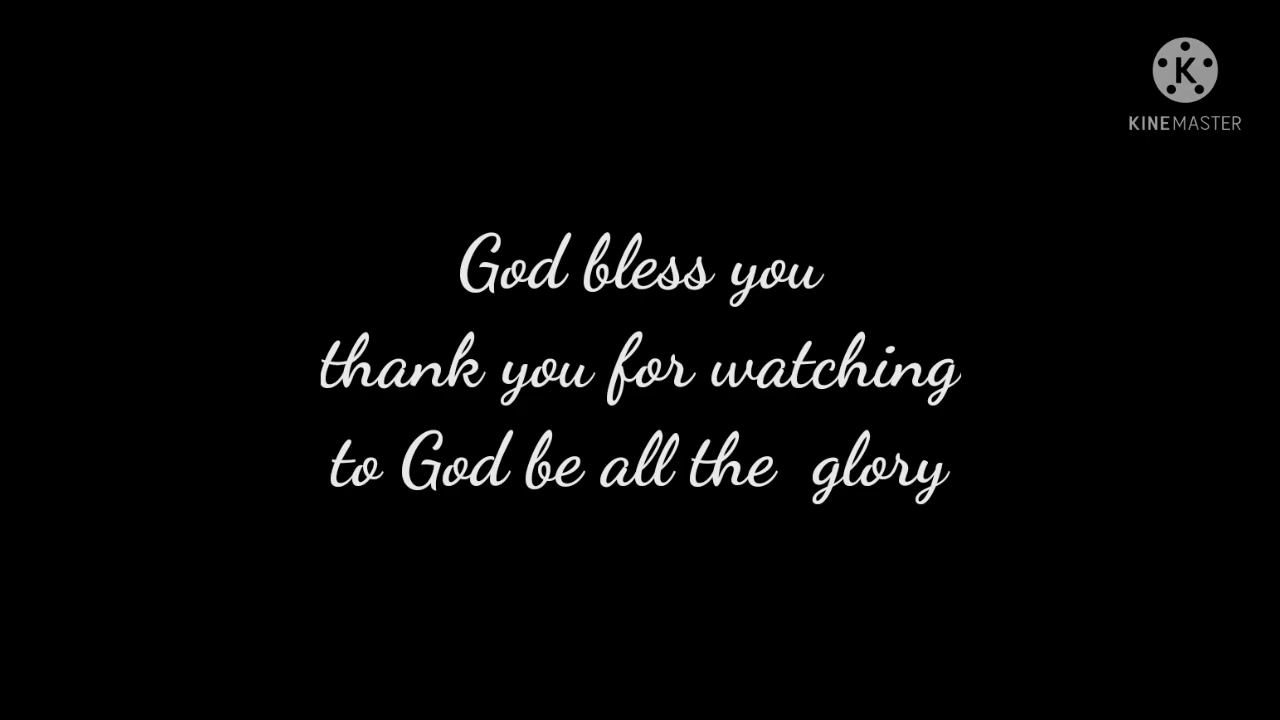 K
KINEMASTER
God bless you
thank you for watching
to God be all the glory